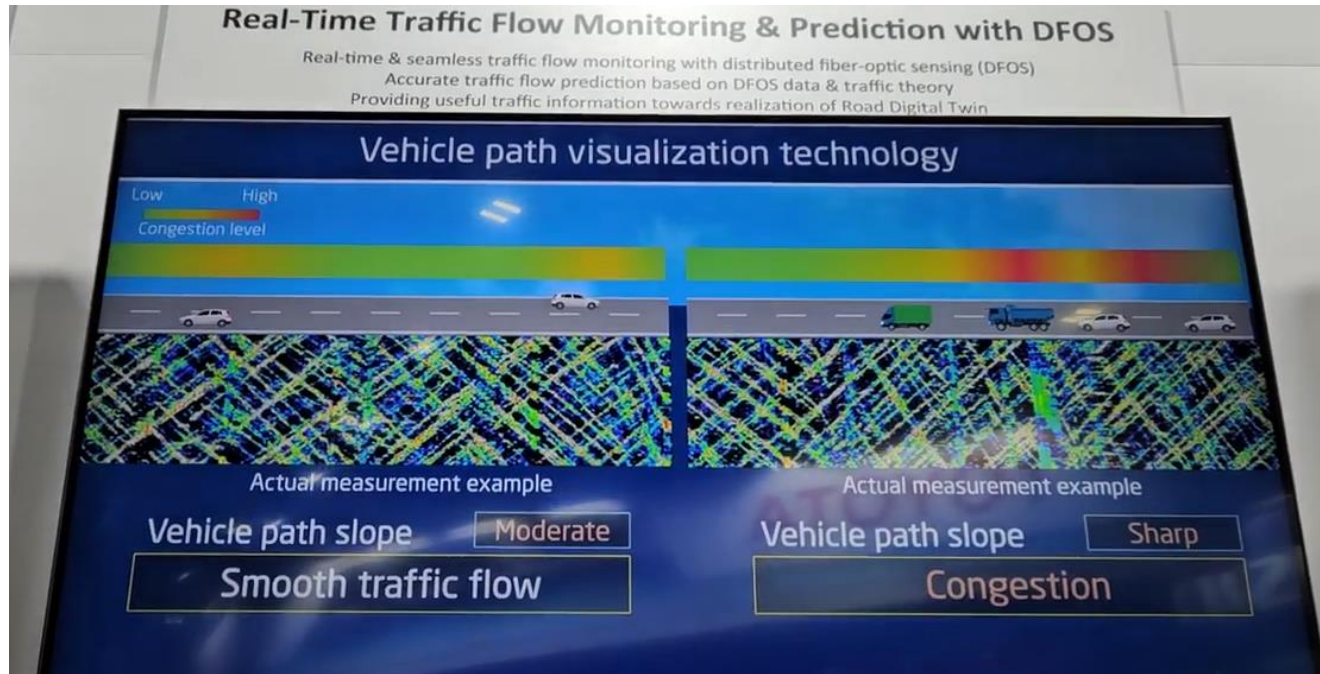 Real-Time Traffic Flow Monitoring & Prediction with DFOS
Real-time & seamless traffic flow monitoring with distributed fiber-optic sensing (DFOS)
Accurate traffic flow prediction based on DFOS data & traffic theory
Providing useful traffic information towards realization of Road Digital Twin
Vehicle path visualization technology
Low High
Congestion level
Actual measurement example
Vehicle path slope Moderate
Smooth traffic flow
Actual measurement example
Vehicle path slope Sharp
Congestion